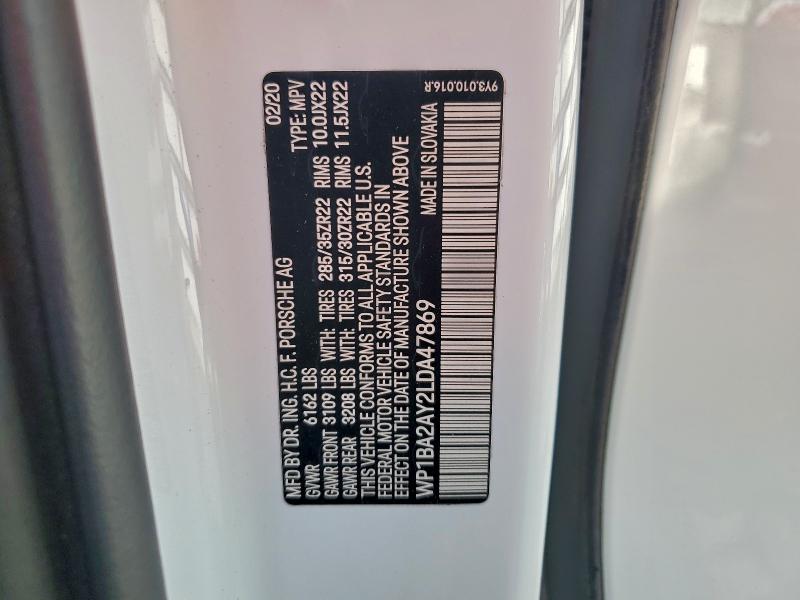 MFD BY DR. ING. H.C. F. PORSCHE AG 02/20
GVWR 6162 LBS TYPE: MPV
GAWR FRONT 3109 LBS WITH: TIRES 285/35ZR22 RIMS 10.0JX22
GAWR REAR 3208 LBS WITH: TIRES 315/30ZR22 RIMS 11.5JX22
THIS VEHICLE CONFORMS TO ALL APPLICABLE U.S.
FEDERAL MOTOR VEHICLE SAFETY STANDARDS IN
EFFECT ON THE DATE OF MANUFACTURE SHOWN ABOVE
WP1BA2AY2LDA47869 MADE IN SLOVAKIA
9Y3.010.016.R